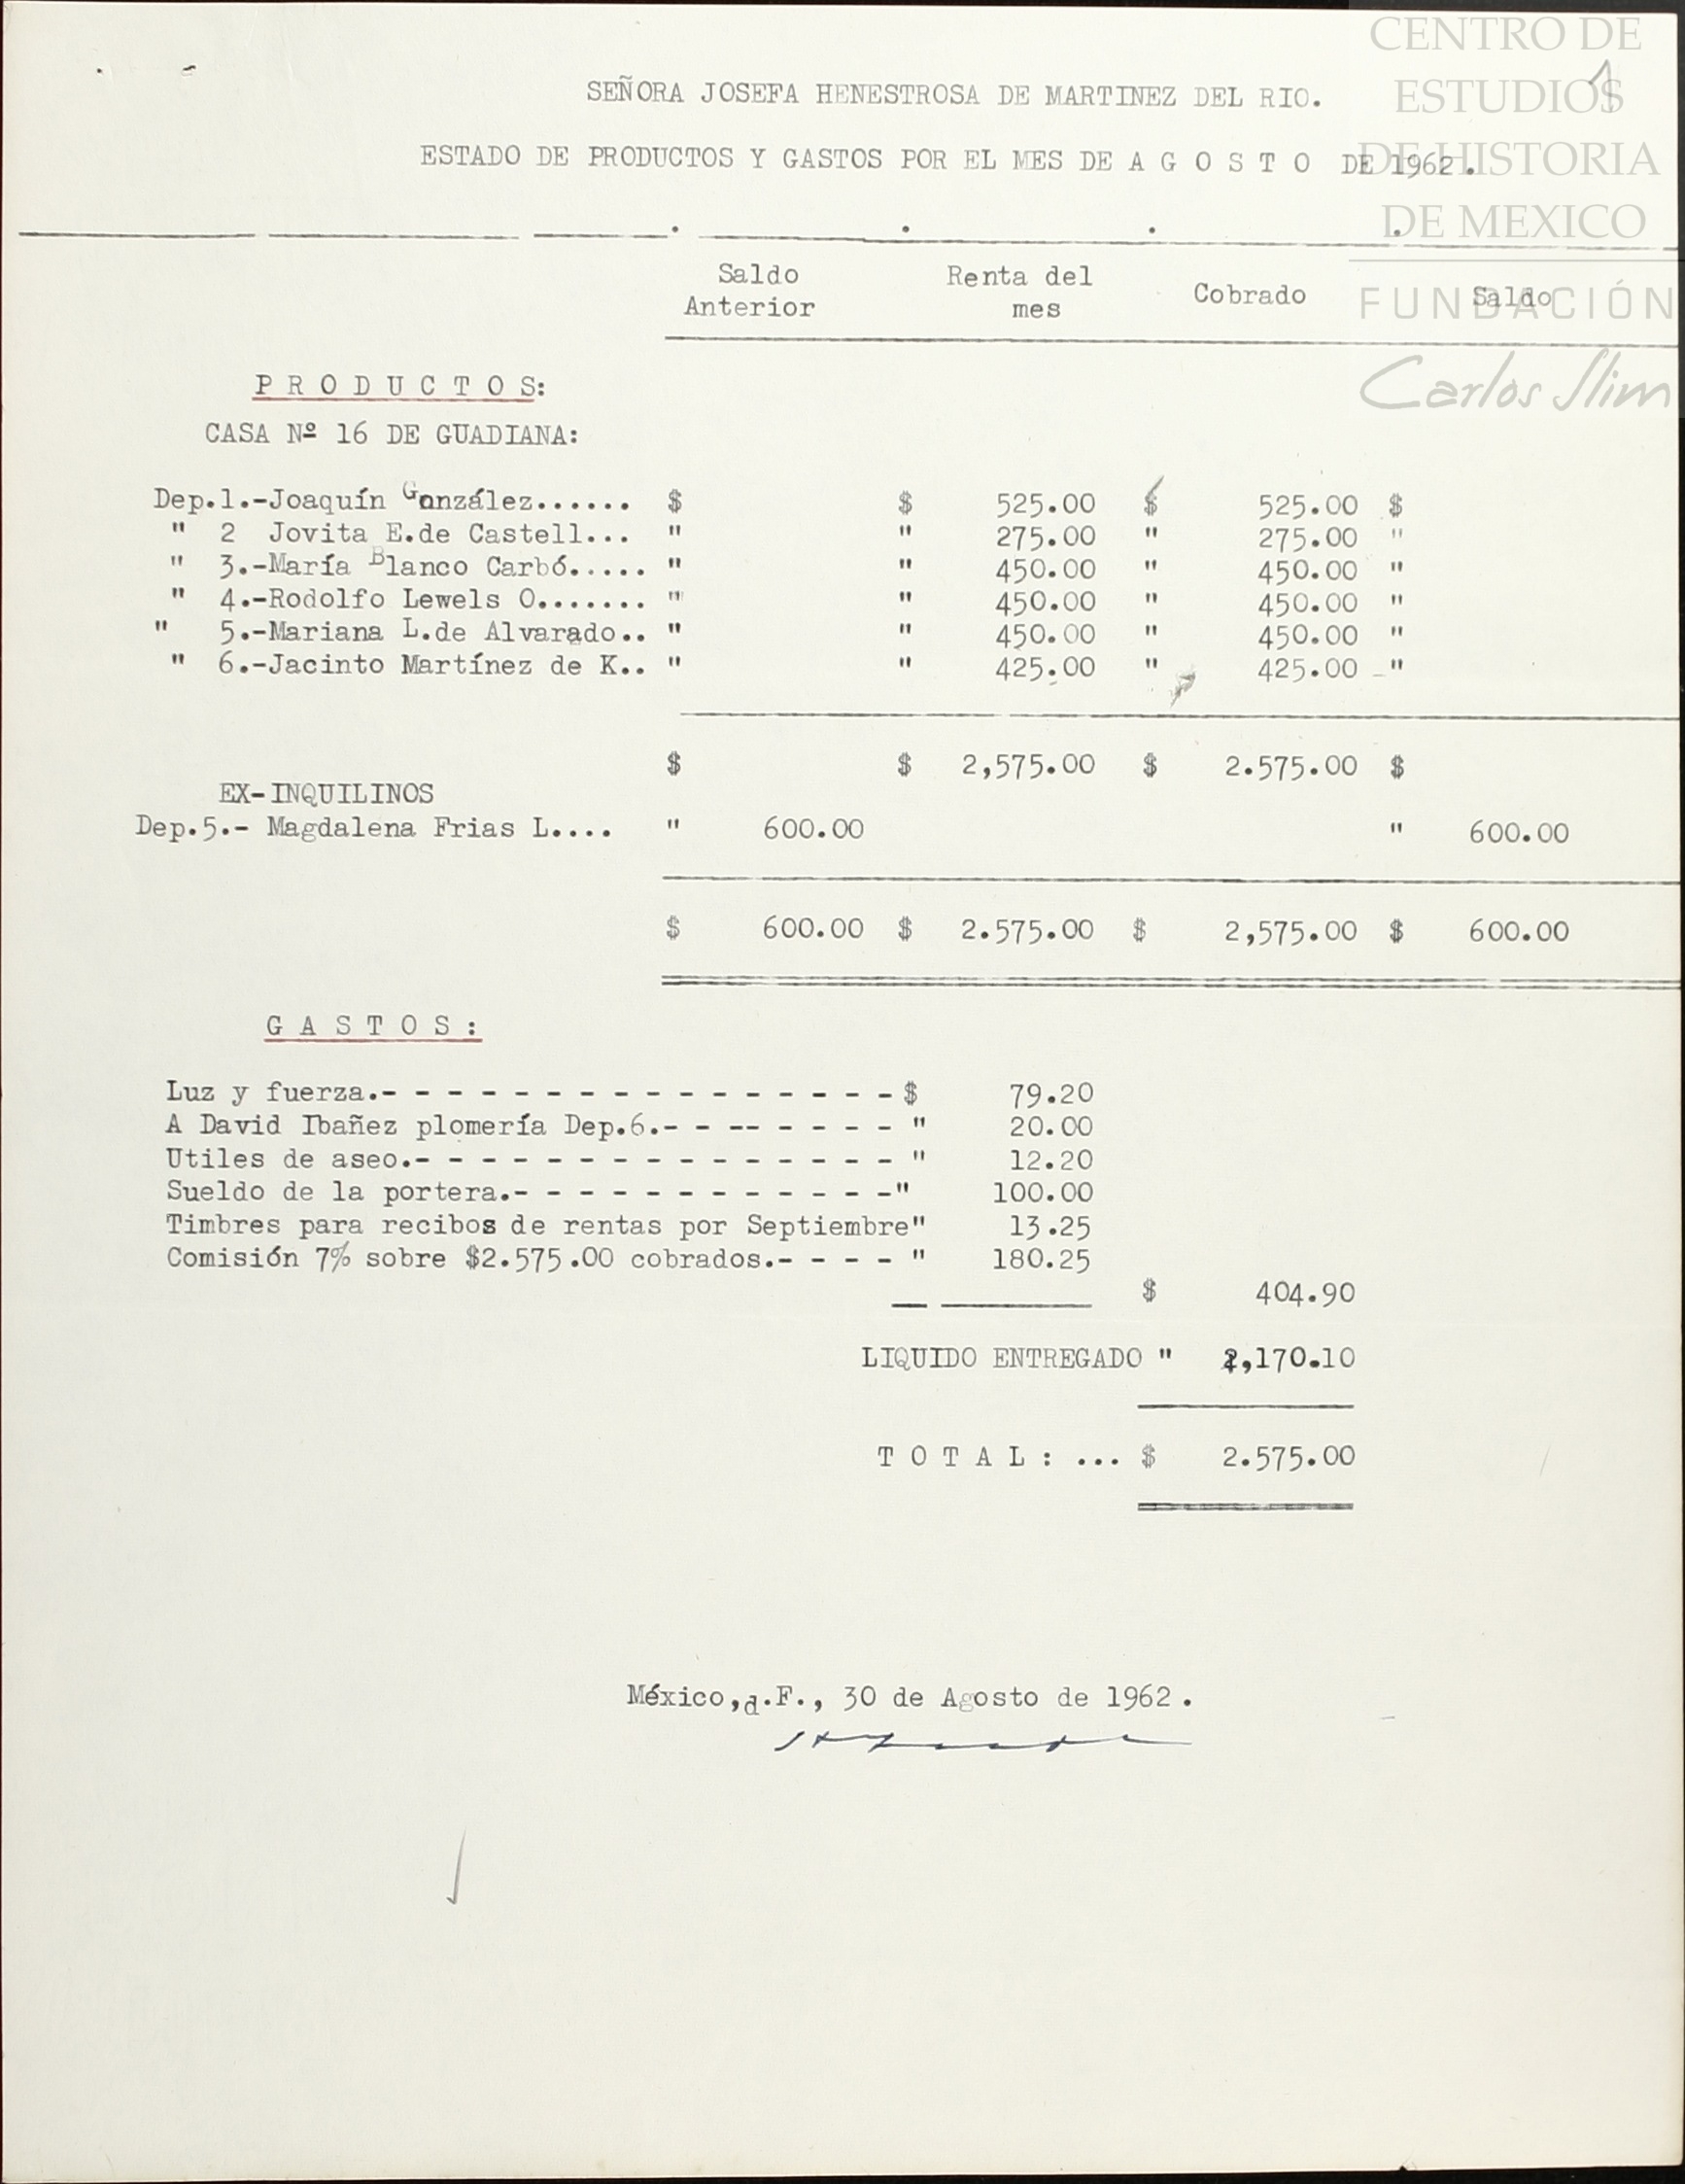 CENTRO DE
ESTUDIOS
DE HISTORIA
DE MEXICO
FUNDACIÓN
Carlos Slim
SEÑORA JOSEFA HENESTROSA DE MARTINEZ DEL RIO.
ESTADO DE PRODUCTOS Y GASTOS POR EL MES DE A G O S T O DE 1962.
Saldo Anterior Renta del mes Cobrado Saldo
P R O D U C T O S:
CASA Nº 16 DE GUADIANA:
Dep.1.-Joaquín González...... $ $ 525.00 $ 525.00 $
" 2 Jovita E.de Castell... " " 275.00 " 275.00 "
" 3.-María Blanco Carbó..... " " 450.00 " 450.00 "
" 4.-Rodolfo Lewels O....... " " 450.00 " 450.00 "
" 5.-Mariana L.de Alvarado.. " " 450.00 " 450.00 "
" 6.-Jacinto Martínez de K.. " " 425.00 " 425.00 "
$ $ 2,575.00 $ 2.575.00 $
EX-INQUILINOS
Dep.5.- Magdalena Frias L.... " 600.00 " 600.00
$ 600.00 $ 2.575.00 $ 2,575.00 $ 600.00
G A S T O S :
Luz y fuerza.- - - - - - - - - - - - - - - - $ 79.20
A David Ibañez plomería Dep.6.- - -- - - - - - " 20.00
Utiles de aseo.- - - - - - - - - - - - - - - " 12.20
Sueldo de la portera.- - - - - - - - - - - -" 100.00
Timbres para recibos de rentas por Septiembre" 13.25
Comisión 7% sobre $2.575.00 cobrados.- - - - " 180.25
$ 404.90
LIQUIDO ENTREGADO " 2,170.10
T O T A L : ... $ 2.575.00
México,d.F., 30 de Agosto de 1962.